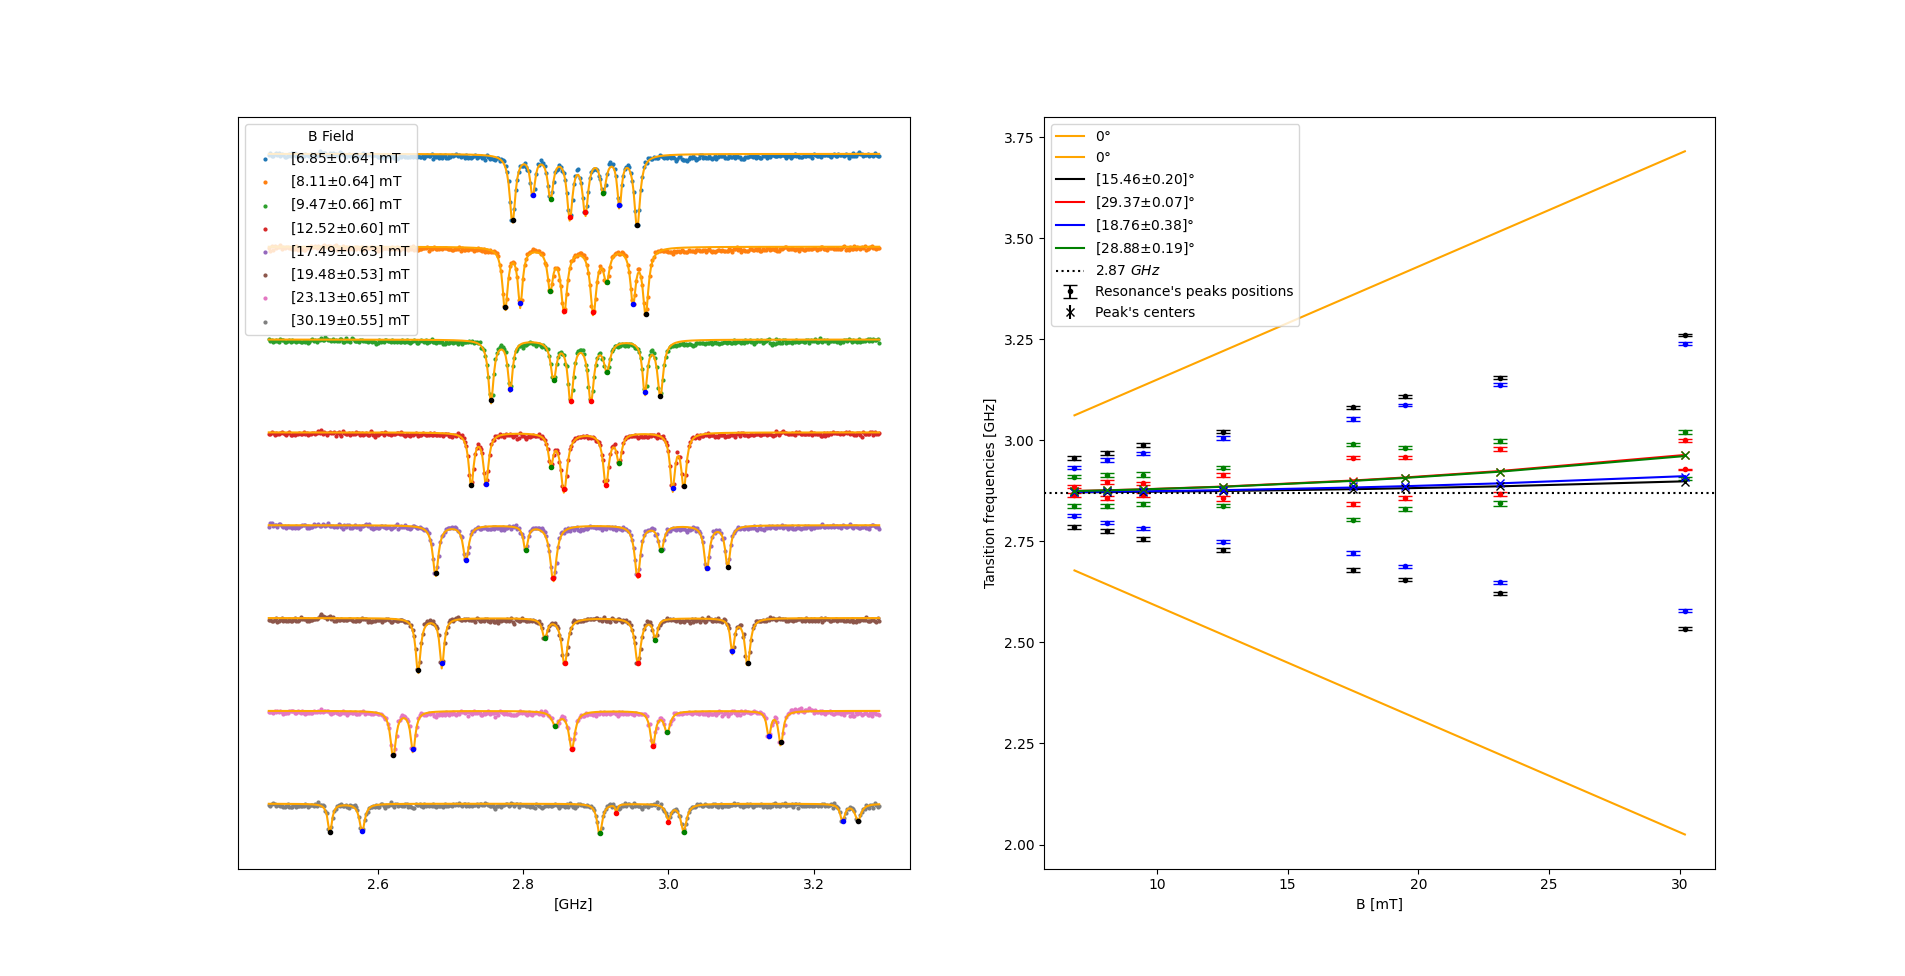 B Field
[6.85±0.64] mT
[8.11±0.64] mT
[9.47±0.66] mT
[12.52±0.60] mT
[17.49±0.63] mT
[19.48±0.53] mT
[23.13±0.65] mT
[30.19±0.55] mT
2.6 2.8 3.0 3.2
[GHz]
0°
0°
[15.46±0.20]°
[29.37±0.07]°
[18.76±0.38]°
[28.88±0.19]°
2.87 GHz
Resonance's peaks positions
Peak's centers
Tansition frequencies [GHz]
3.75
3.50
3.25
3.00
2.75
2.50
2.25
2.00
10 15 20 25 30
B [mT]